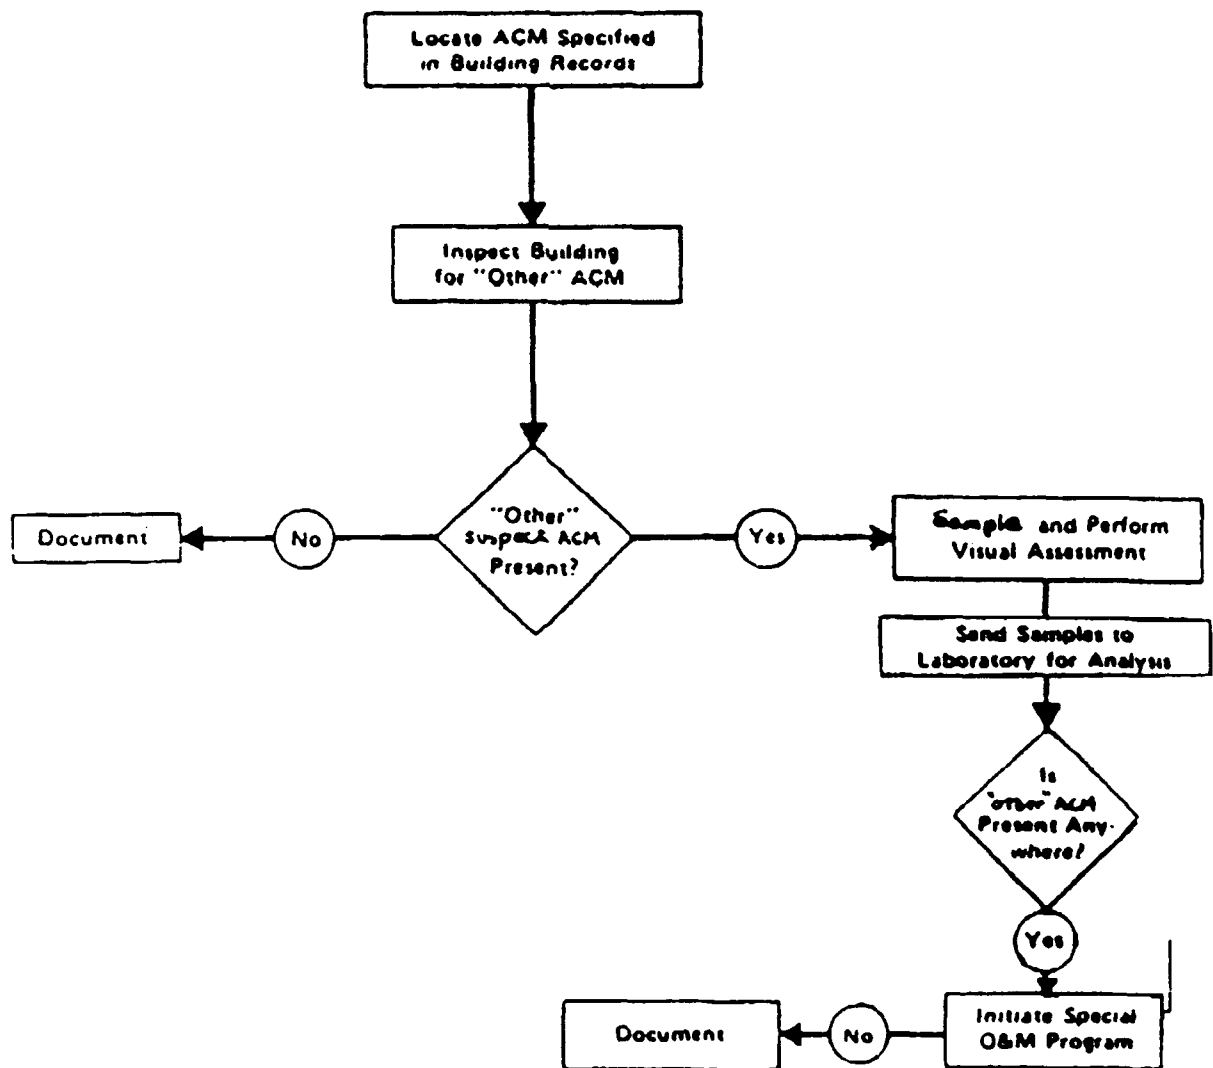 Locate ACM Specified
in Building Records
Inspect Building
for "Other" ACM
"Other"
suspect ACM
Present?
No
Document
Yes
Sample and Perform
Visual Assessment
Send Samples to
Laboratory for Analysis
Is
"other" ACM
Present Any-
where?
Yes
Initiate Special
O&M Program
No
Document